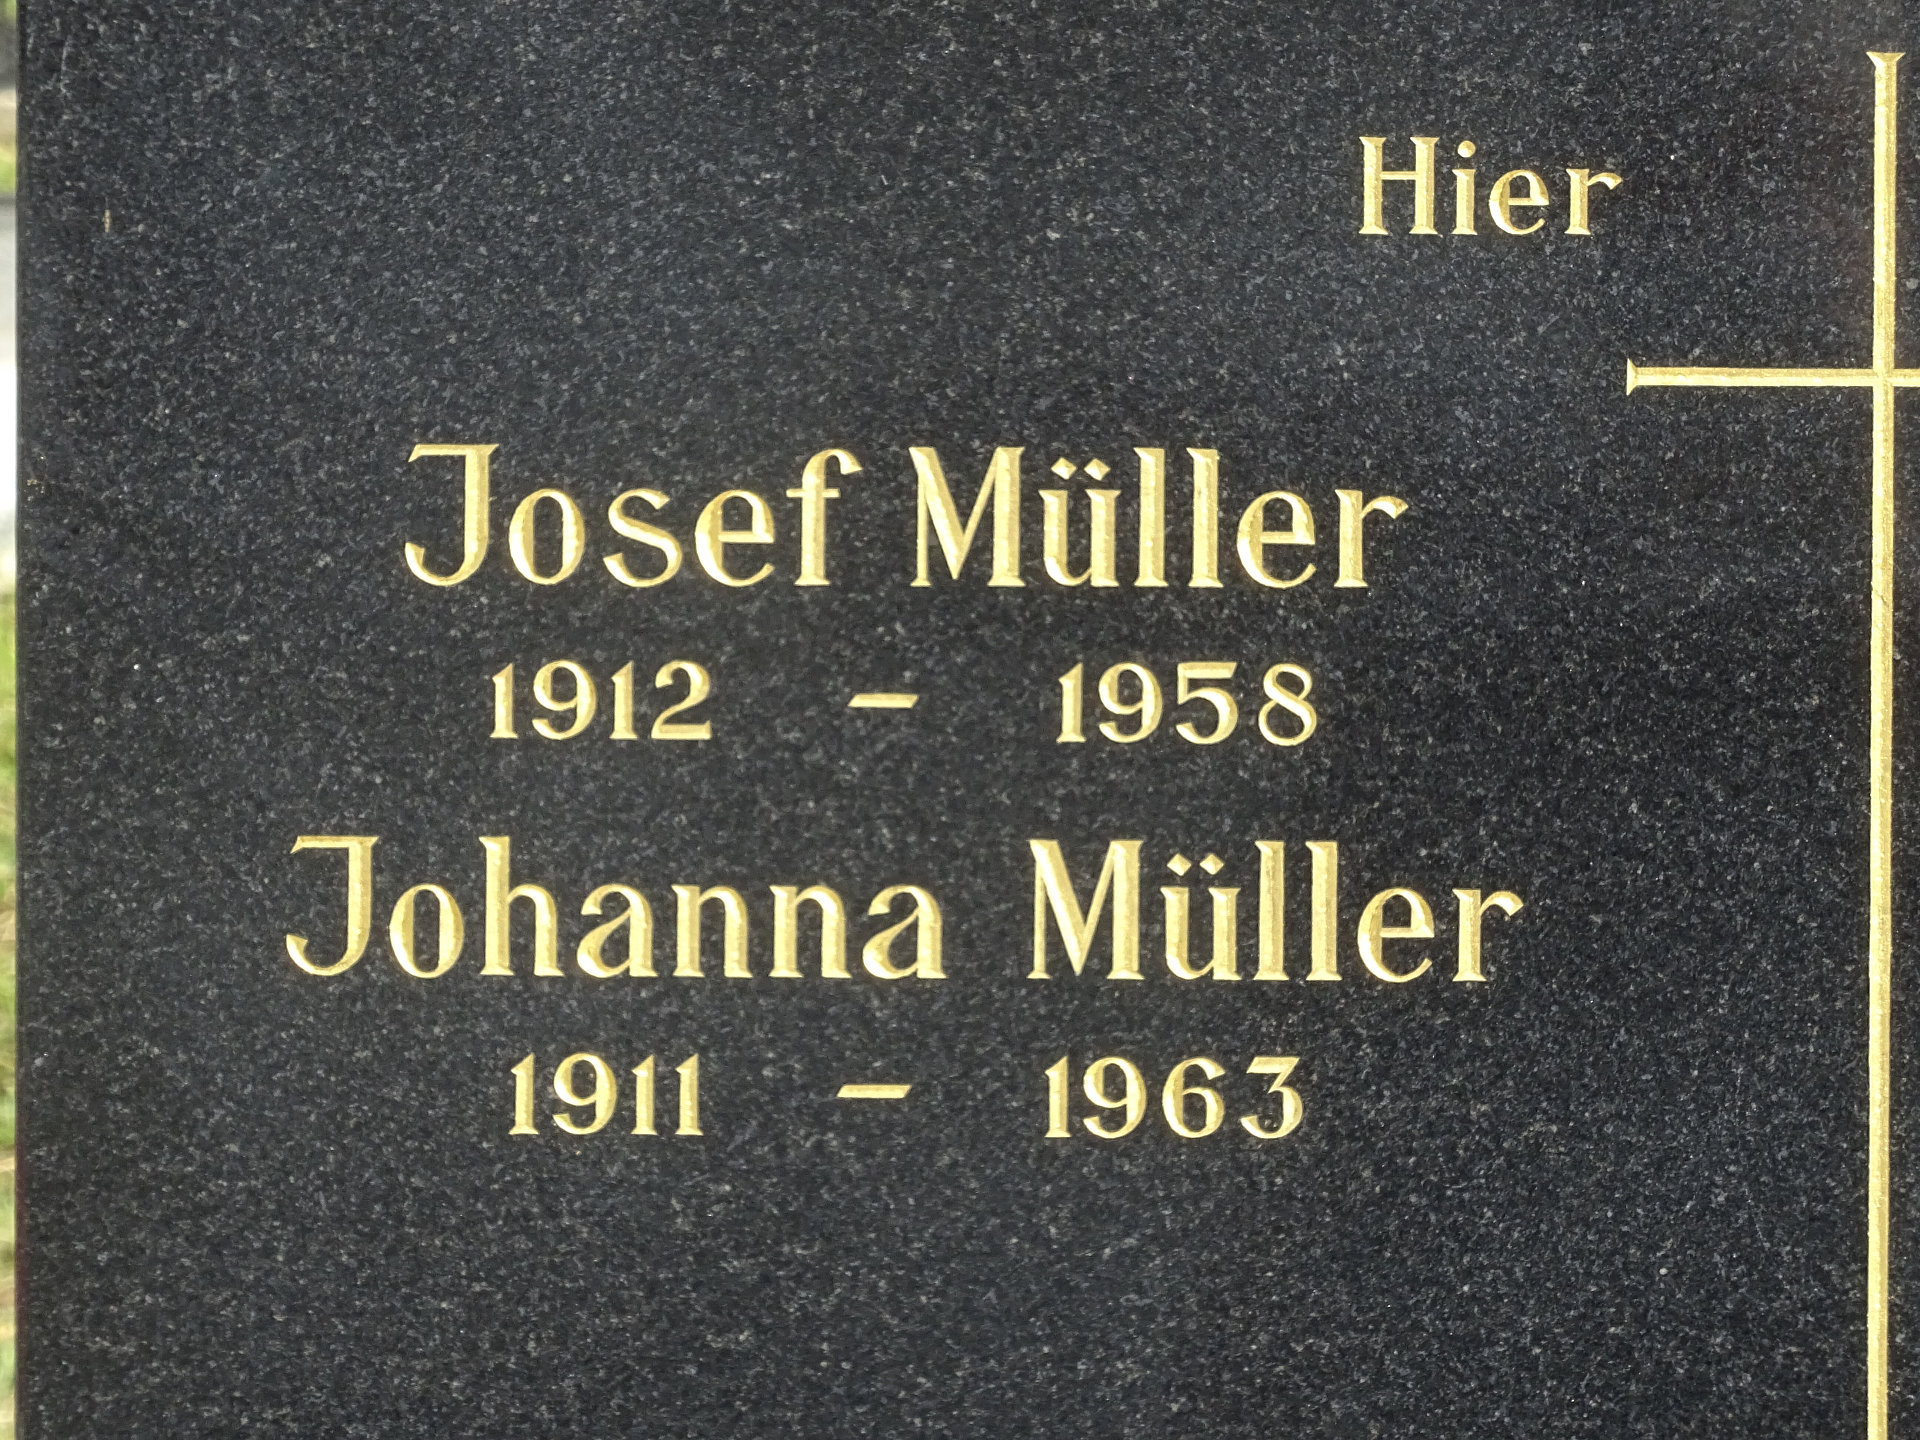 Hier
Josef Müller
1912 – 1958
Johanna Müller
1911 – 1963